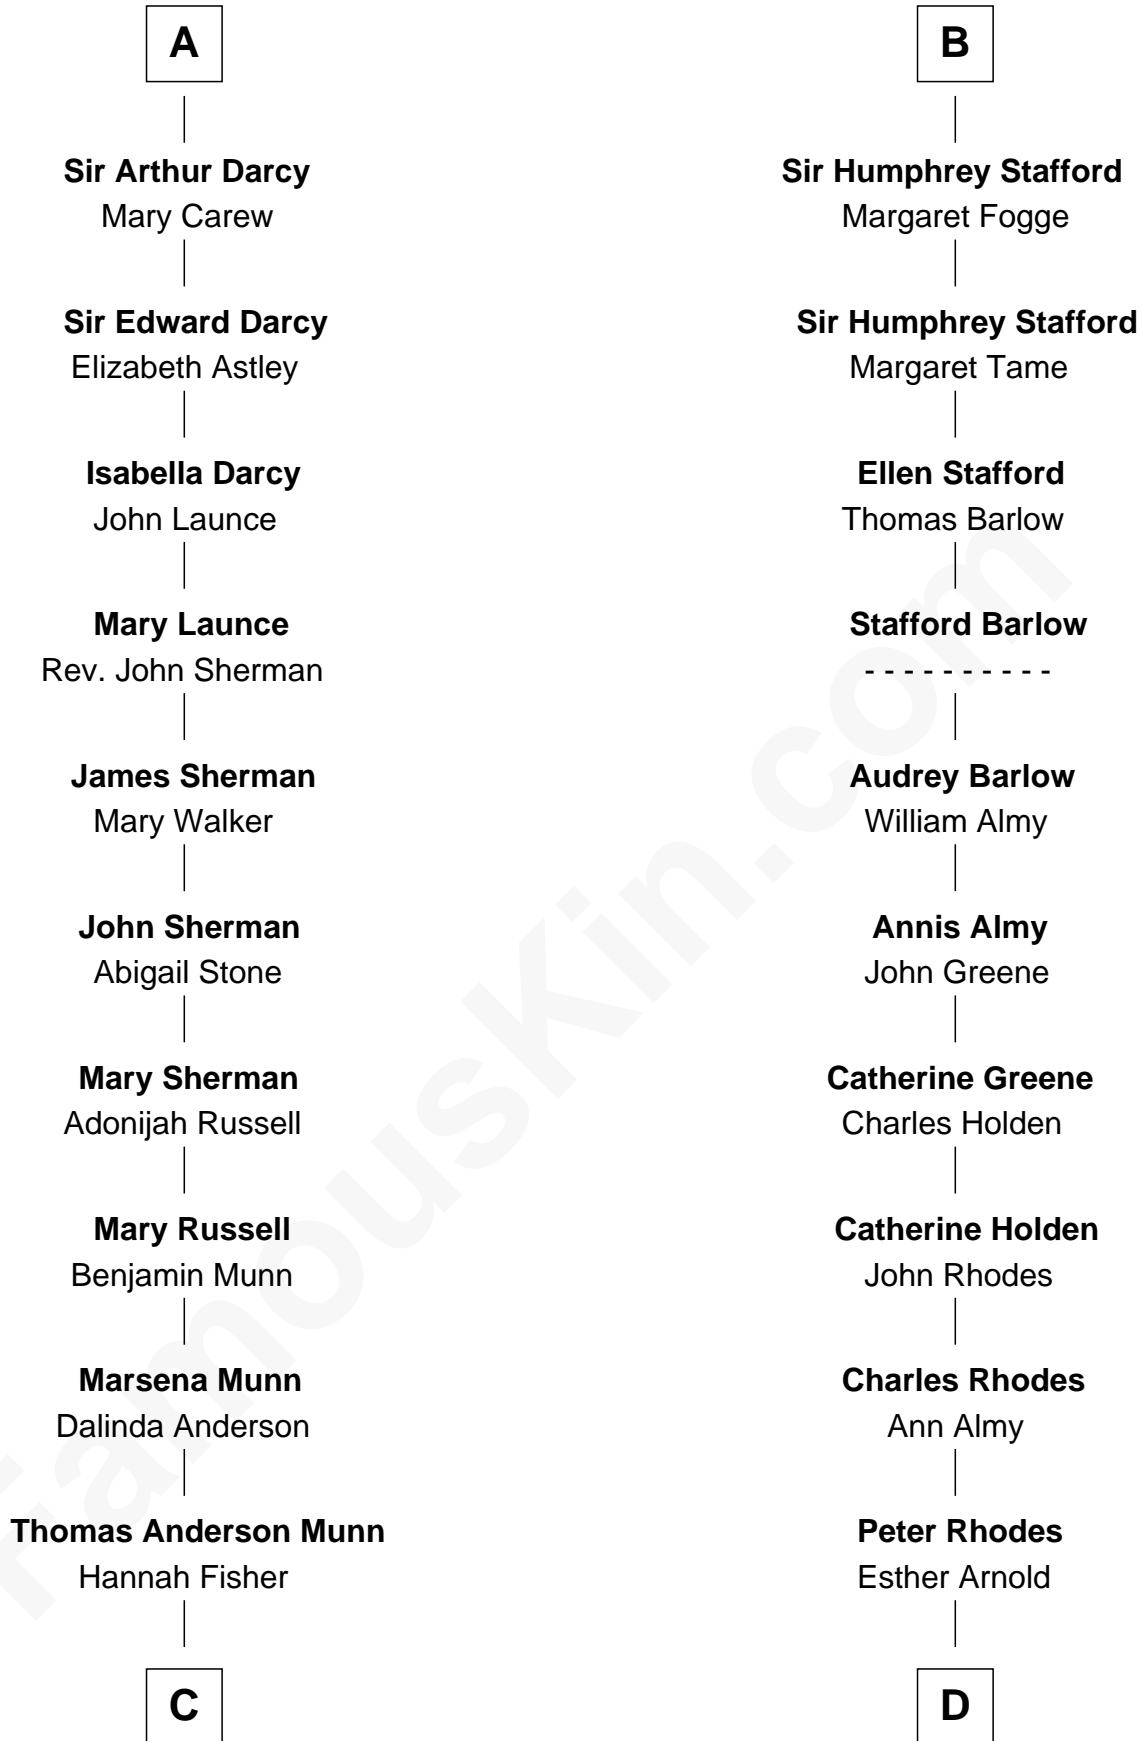 A
Sir Arthur Darcy
Mary Carew
Sir Edward Darcy
Elizabeth Astley
Isabella Darcy
John Launce
Mary Launce
Rev. John Sherman
James Sherman
Mary Walker
John Sherman
Abigail Stone
Mary Sherman
Adonijah Russell
Mary Russell
Benjamin Munn
Marsena Munn
Dalinda Anderson
Thomas Anderson Munn
Hannah Fisher
C
B
Sir Humphrey Stafford
Margaret Fogge
Sir Humphrey Stafford
Margaret Tame
Ellen Stafford
Thomas Barlow
Stafford Barlow
- - - - - - - - - -
Audrey Barlow
William Almy
Annis Almy
John Greene
Catherine Greene
Charles Holden
Catherine Holden
John Rhodes
Charles Rhodes
Ann Almy
Peter Rhodes
Esther Arnold
D
FamousKin.com